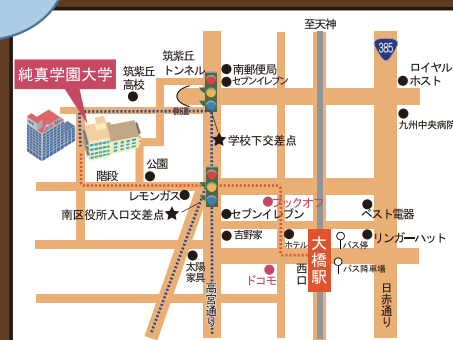 至天神
385
筑紫丘
トンネル
南郵便局
セブンイレブン
ロイヤル
ホスト
純真学園大学
筑紫丘
高校
側道
九州中央病院
学校下交差点
公園
階段
レモンガス
ブックオフ
南区役所入口交差点
セブンイレブン
ベスト電器
吉野家
ホテル
大橋駅
バス停
リンガーハット
西口
太陽
家具
ドコモ
バス降車場
高宮通り
日赤通り